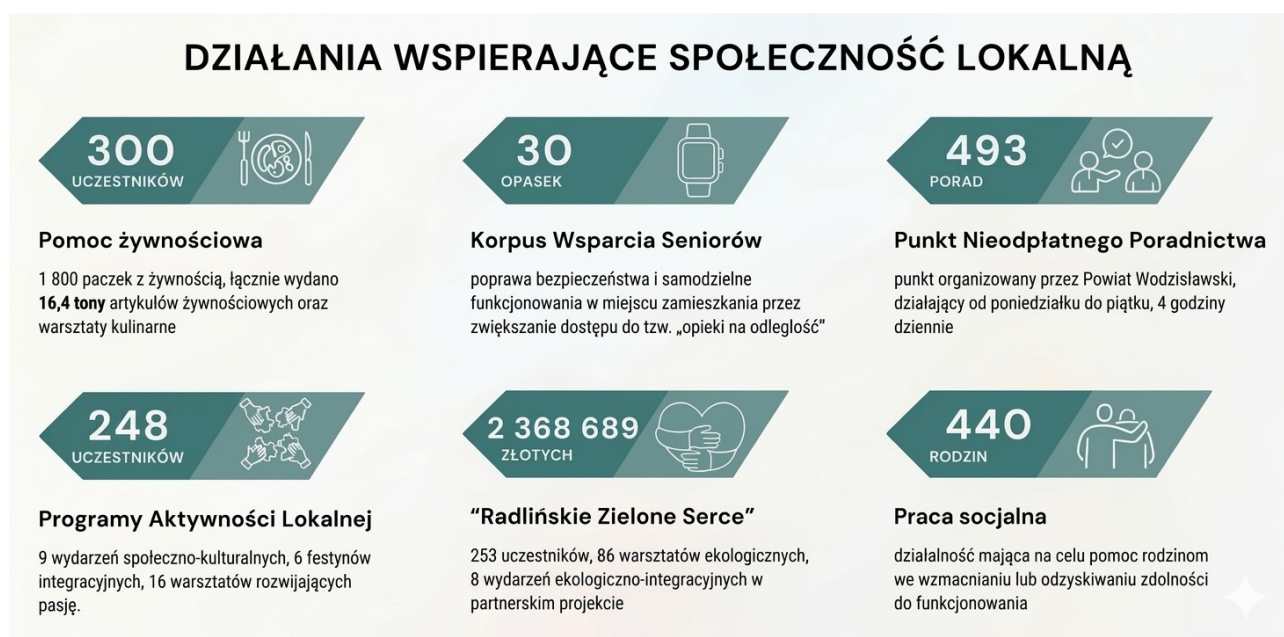 DZIAŁANIA WSPIERAJĄCE SPOŁECZNOŚĆ LOKALNĄ
300
UCZESTNIKÓW
Pomoc żywnościowa
1 800 paczek z żywnością, łącznie wydano
16,4 tony artykułów żywnościowych oraz
warsztaty kulinarne
30
OPASEK
Korpus Wsparcia Seniorów
poprawa bezpieczeństwa i samodzielne
funkcjonowania w miejscu zamieszkania przez
zwiększanie dostępu do tzw. „opieki na odleglość”
493
PORAD
Punkt Nieodpłatnego Poradnictwa
punkt organizowany przez Powiat Wodzisławski,
działający od poniedziałku do piątku, 4 godziny
dziennie
248
UCZESTNIKÓW
Programy Aktywności Lokalnej
9 wydarzeń społeczno-kulturalnych, 6 festynów
integracyjnych, 16 warsztatów rozwijających
pasję.
2 368 689
ZŁOTYCH
“Radlińskie Zielone Serce”
253 uczestników, 86 warsztatów ekologicznych,
8 wydarzeń ekologiczno-integracyjnych w
partnerskim projekcie
440
RODZIN
Praca socjalna
działalność mająca na celu pomoc rodzinom
we wzmacnianiu lub odzyskiwaniu zdolności
do funkcjonowania